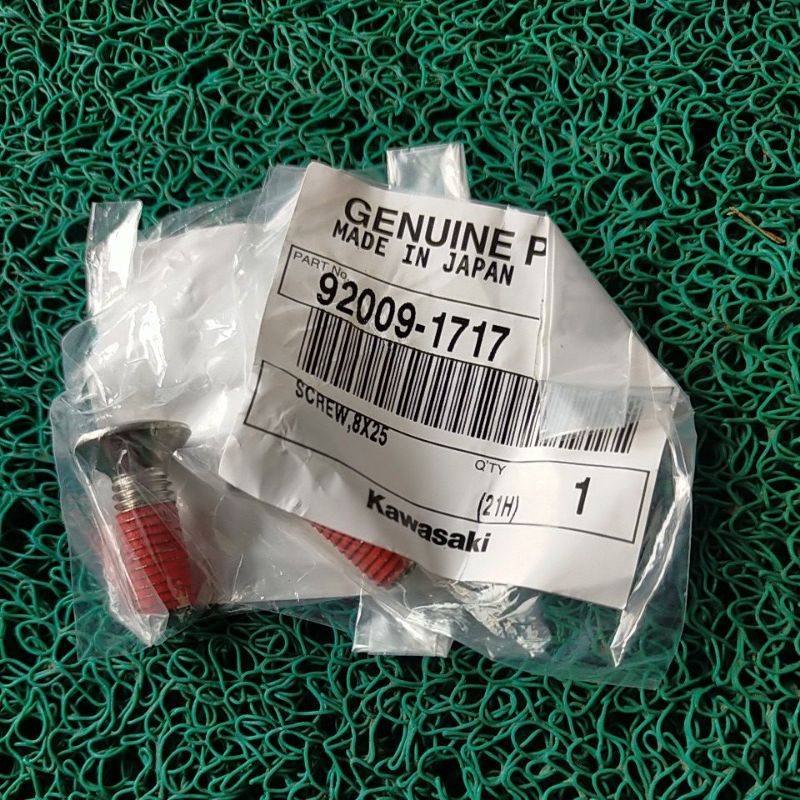 GENUINE P
MADE IN JAPAN
PART No.
92009-1717
SCREW,8X25
Q'TY
(21H) 1
Kawasaki